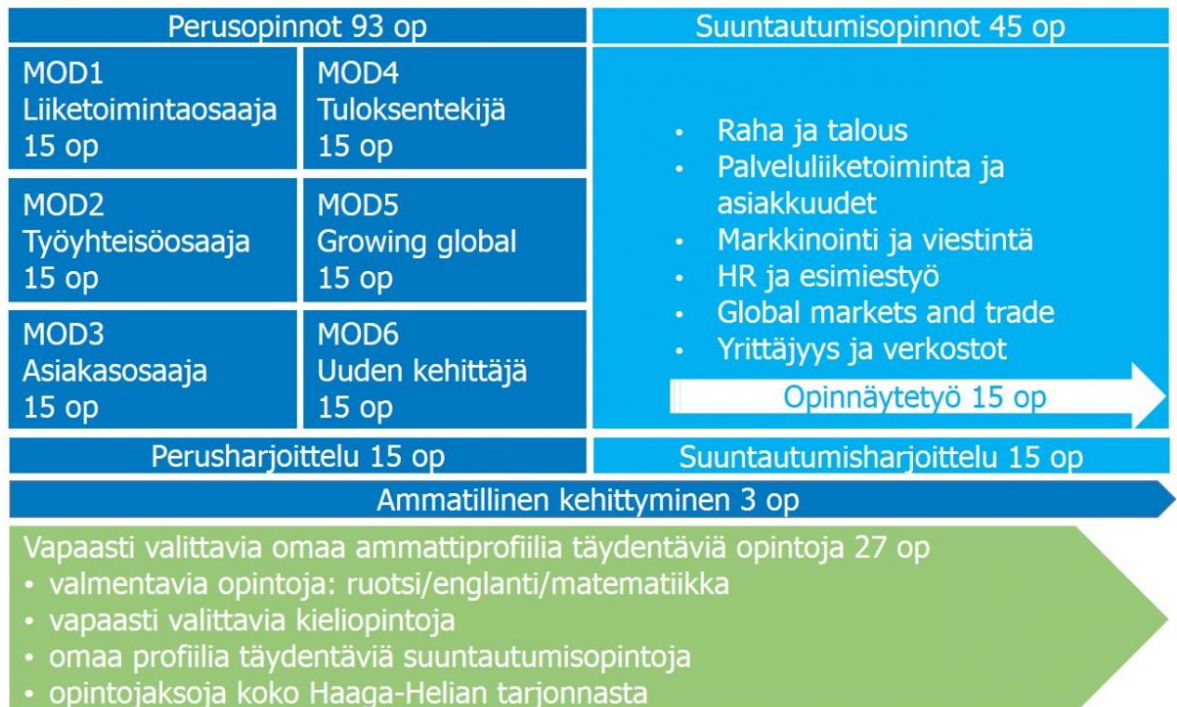 Perusopinnot 93 op
MOD1
Liiketoimintaosaaja
15 op
MOD4
Tuloksentekijä
15 op
MOD2
Työyhteisöosaaja
15 op
MOD5
Growing global
15 op
MOD3
Asiakasosaaja
15 op
MOD6
Uuden kehittäjä
15 op
Perusharjoittelu 15 op
Suuntautumisopinnot 45 op
• Raha ja talous
• Palveluliiketoiminta ja
asiakkuudet
• Markkinointi ja viestintä
• HR ja esimiestyö
• Global markets and trade
• Yrittäjyys ja verkostot
Opinnäytetyö 15 op
Suuntautumisharjoittelu 15 op
Ammatillinen kehittyminen 3 op
Vapaasti valittavia omaa ammattiprofiilia täydentäviä opintoja 27 op
• valmentavia opintoja: ruotsi/englanti/matematiikka
• vapaasti valittavia kieliopintoja
• omaa profiilia täydentäviä suuntautumisopintoja
• opintojaksoja koko Haaga-Helian tarjonnasta